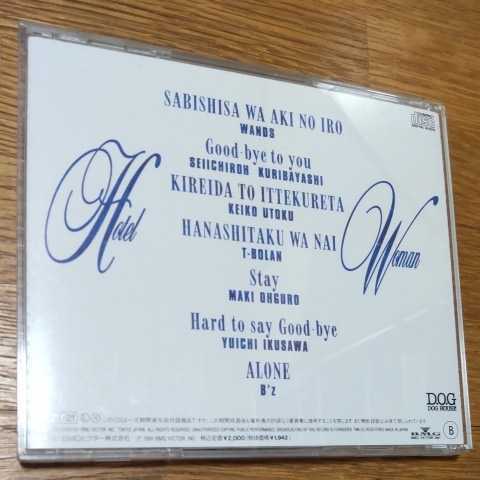 SABISHISA WA AKI NO IRO
WANDS
Good-bye to you
SEIICHIROH KURIBAYASHI
KIREIDA TO ITTEKURETA
KEIKO UTOKU
HANASHITAKU WA NAI
T-BOLAN
Stay
MAKI OHGURO
Hard to say Good-bye
YUICHI IKUSAWA
ALONE
B'z
Hotel
Woman
D.O.G
DOG HOUSE
BMG
B